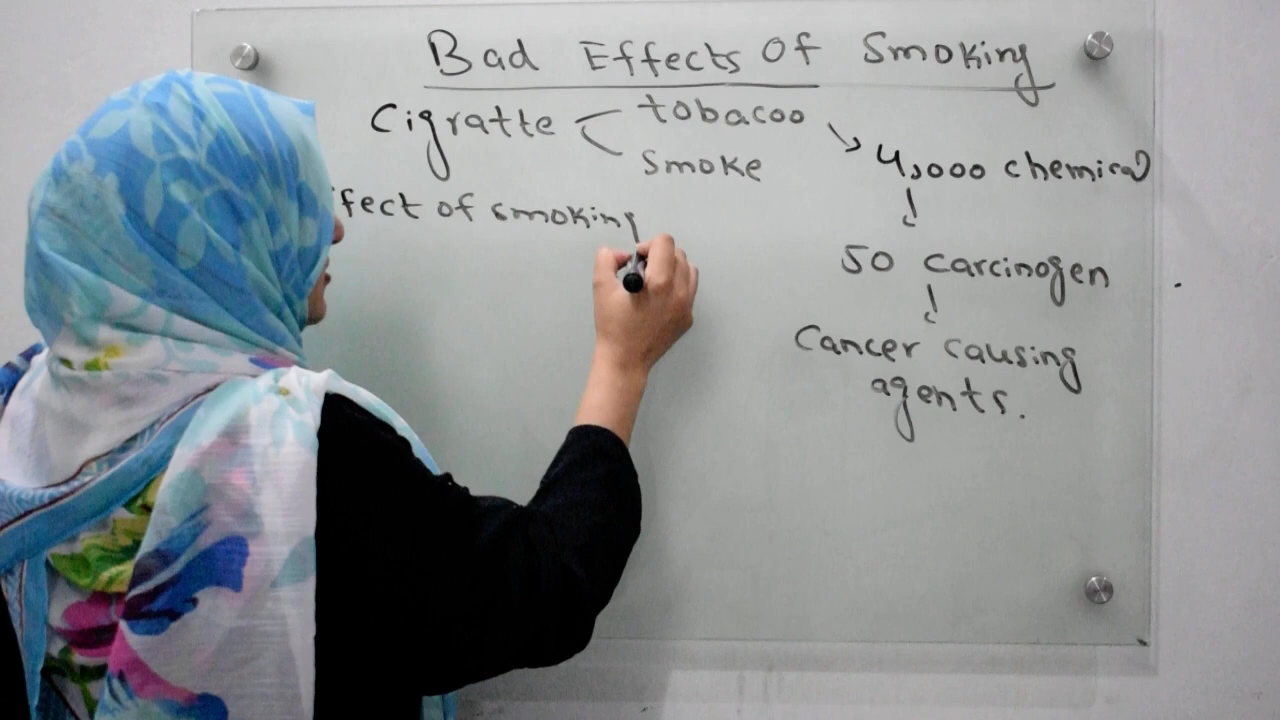 Bad Effects Of Smoking
Cigratte
tobacoo
Smoke
4,000 chemical
fect of smoking
50 carcinogen
Cancer causing
agents.